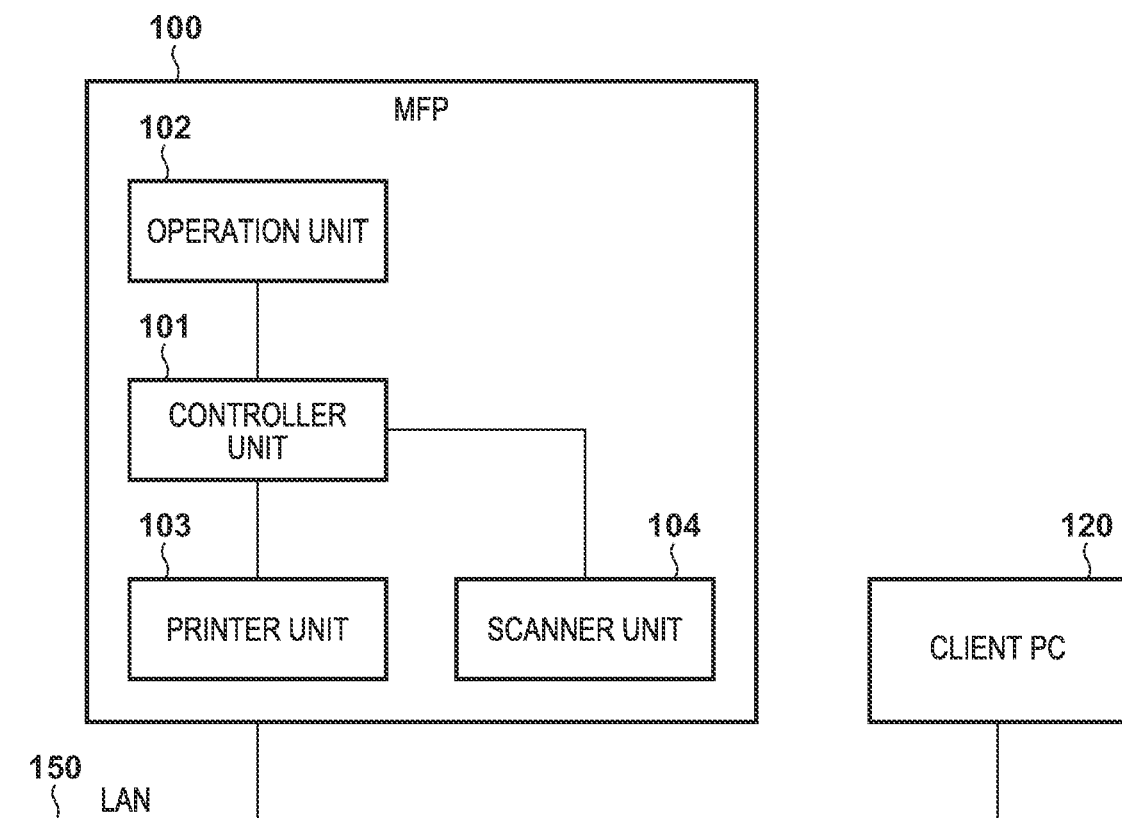 100
MFP
102
OPERATION UNIT
101
CONTROLLER
UNIT
103
PRINTER UNIT
104
SCANNER UNIT
120
CLIENT PC
150
LAN